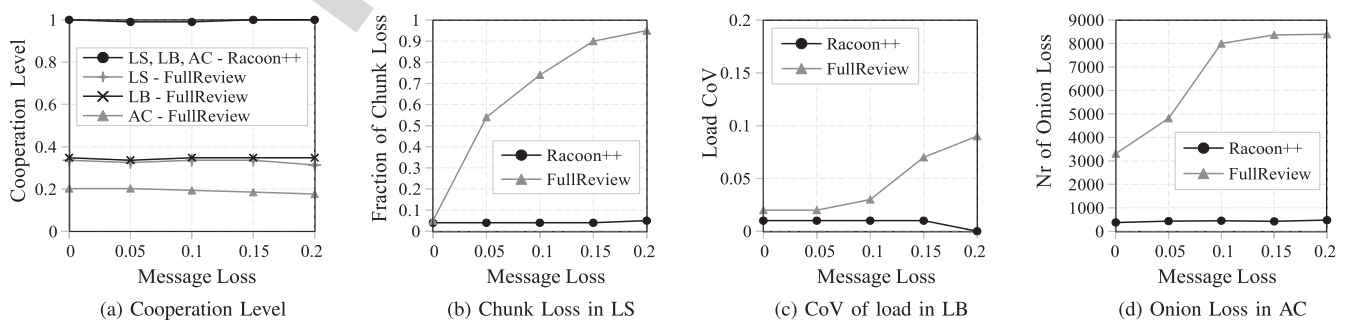 Cooperation Level
1
0.8
0.6
0.4
0.2
0
LS, LB, AC - Racoon++
LS - FullReview
LB - FullReview
AC - FullReview
0 0.05 0.1 0.15 0.2
Message Loss
(a) Cooperation Level
Fraction of Chunk Loss
1
0.9
0.8
0.7
0.6
0.5
0.4
0.3
0.2
0.1
0
Racoon++
FullReview
0 0.05 0.1 0.15 0.2
Message Loss
(b) Chunk Loss in LS
Load CoV
0.2
0.15
0.1
0.05
0
Racoon++
FullReview
0 0.05 0.1 0.15 0.2
Message Loss
(c) CoV of load in LB
Nr of Onion Loss
9000
8000
7000
6000
5000
4000
3000
2000
1000
0
Racoon++
FullReview
0 0.05 0.1 0.15 0.2
Message Loss
(d) Onion Loss in AC